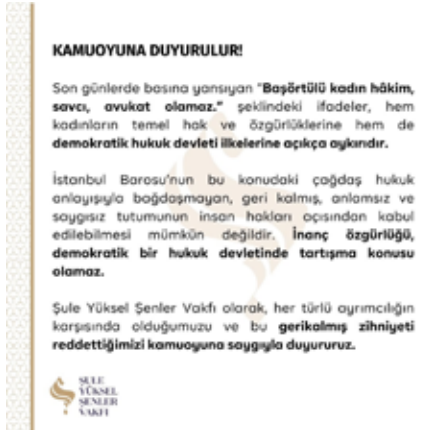 KAMUOYUNA DUYURULUR!
Son günlerde basına yansıyan "Başörtülü kadın hâkim,
savcı, avukat olamaz." şeklindeki ifadeler, hem
kadınların temel hak ve özgürlüklerine hem de
demokratik hukuk devleti ilkelerine açıkça aykırıdır.
İstanbul Barosu'nun bu konudaki çağdaş hukuk
anlayışıyla bağdaşmayan, geri kalmış, anlamsız ve
saygısız tutumunun insan hakları açısından kabul
edilebilmesi mümkün değildir. İnanç özgürlüğü,
demokratik bir hukuk devletinde tartışma konusu
olamaz.
Şule Yüksel Şenler Vakfı olarak, her türlü ayrımcılığın
karşısında olduğumuzu ve bu gerikalmış zihniyeti
reddettiğimizi kamuoyuna saygıyla duyururuz.
ŞULE
YÜKSEL
ŞENLER
VAKFI